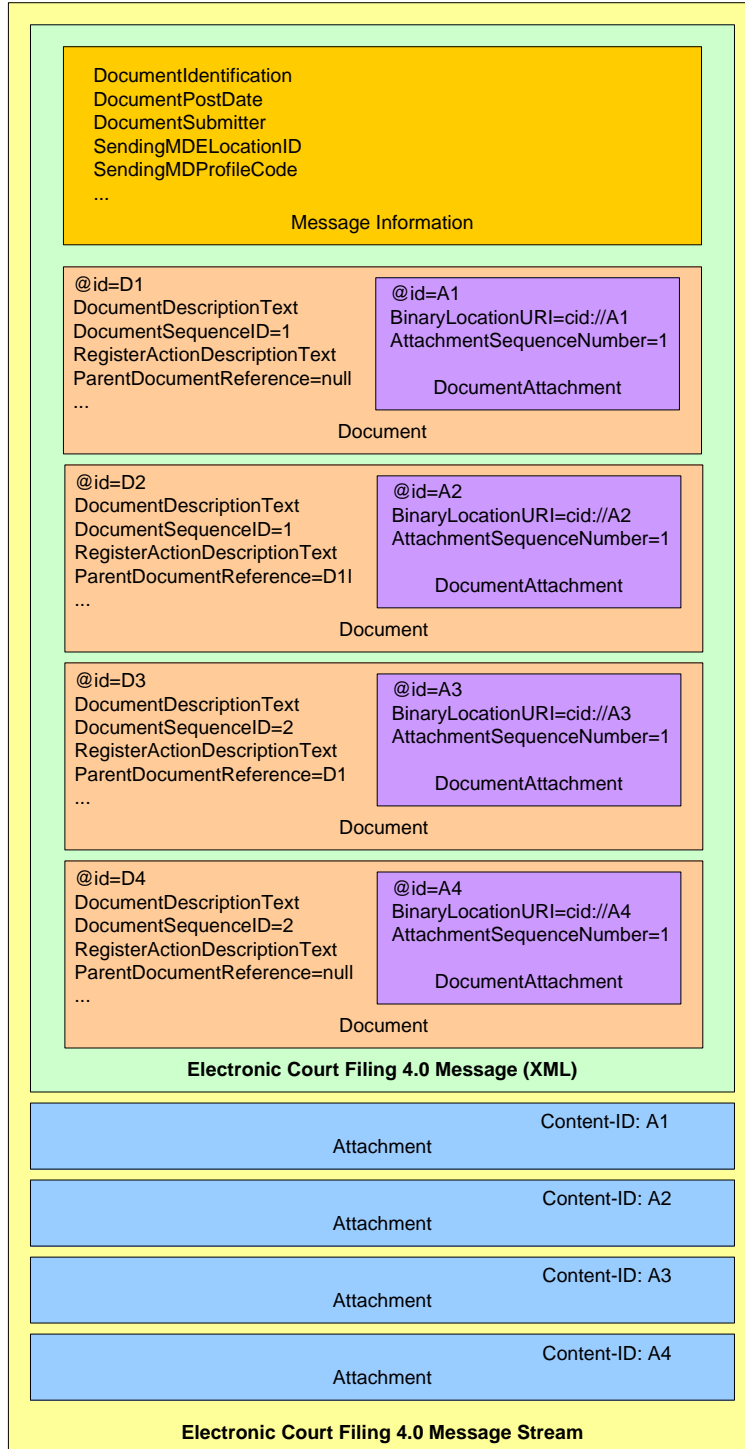 DocumentIdentification
DocumentPostDate
DocumentSubmitter
SendingMDELocationID
SendingMDProfileCode
...
Message Information
@id=D1
DocumentDescriptionText
DocumentSequenceID=1
RegisterActionDescriptionText
ParentDocumentReference=null
...
@id=A1
BinaryLocationURI=cid://A1
AttachmentSequenceNumber=1
DocumentAttachment
Document
@id=D2
DocumentDescriptionText
DocumentSequenceID=1
RegisterActionDescriptionText
ParentDocumentReference=D1l
...
@id=A2
BinaryLocationURI=cid://A2
AttachmentSequenceNumber=1
DocumentAttachment
Document
@id=D3
DocumentDescriptionText
DocumentSequenceID=2
RegisterActionDescriptionText
ParentDocumentReference=D1
...
@id=A3
BinaryLocationURI=cid://A3
AttachmentSequenceNumber=1
DocumentAttachment
Document
@id=D4
DocumentDescriptionText
DocumentSequenceID=2
RegisterActionDescriptionText
ParentDocumentReference=null
...
@id=A4
BinaryLocationURI=cid://A4
AttachmentSequenceNumber=1
DocumentAttachment
Document
Electronic Court Filing 4.0 Message (XML)
Content-ID: A1
Attachment
Content-ID: A2
Attachment
Content-ID: A3
Attachment
Content-ID: A4
Attachment
Electronic Court Filing 4.0 Message Stream